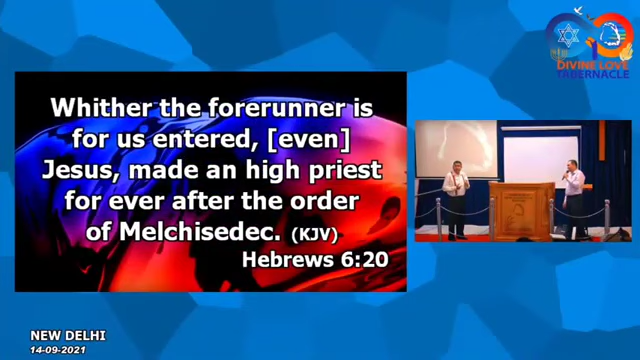 DIVINE LOVE
TABERNACLE
Whither the forerunner is
for us entered, [even]
Jesus, made an high priest
for ever after the order
of Melchisedec. (KJV)
Hebrews 6:20
NEW DELHI
14-09-2021